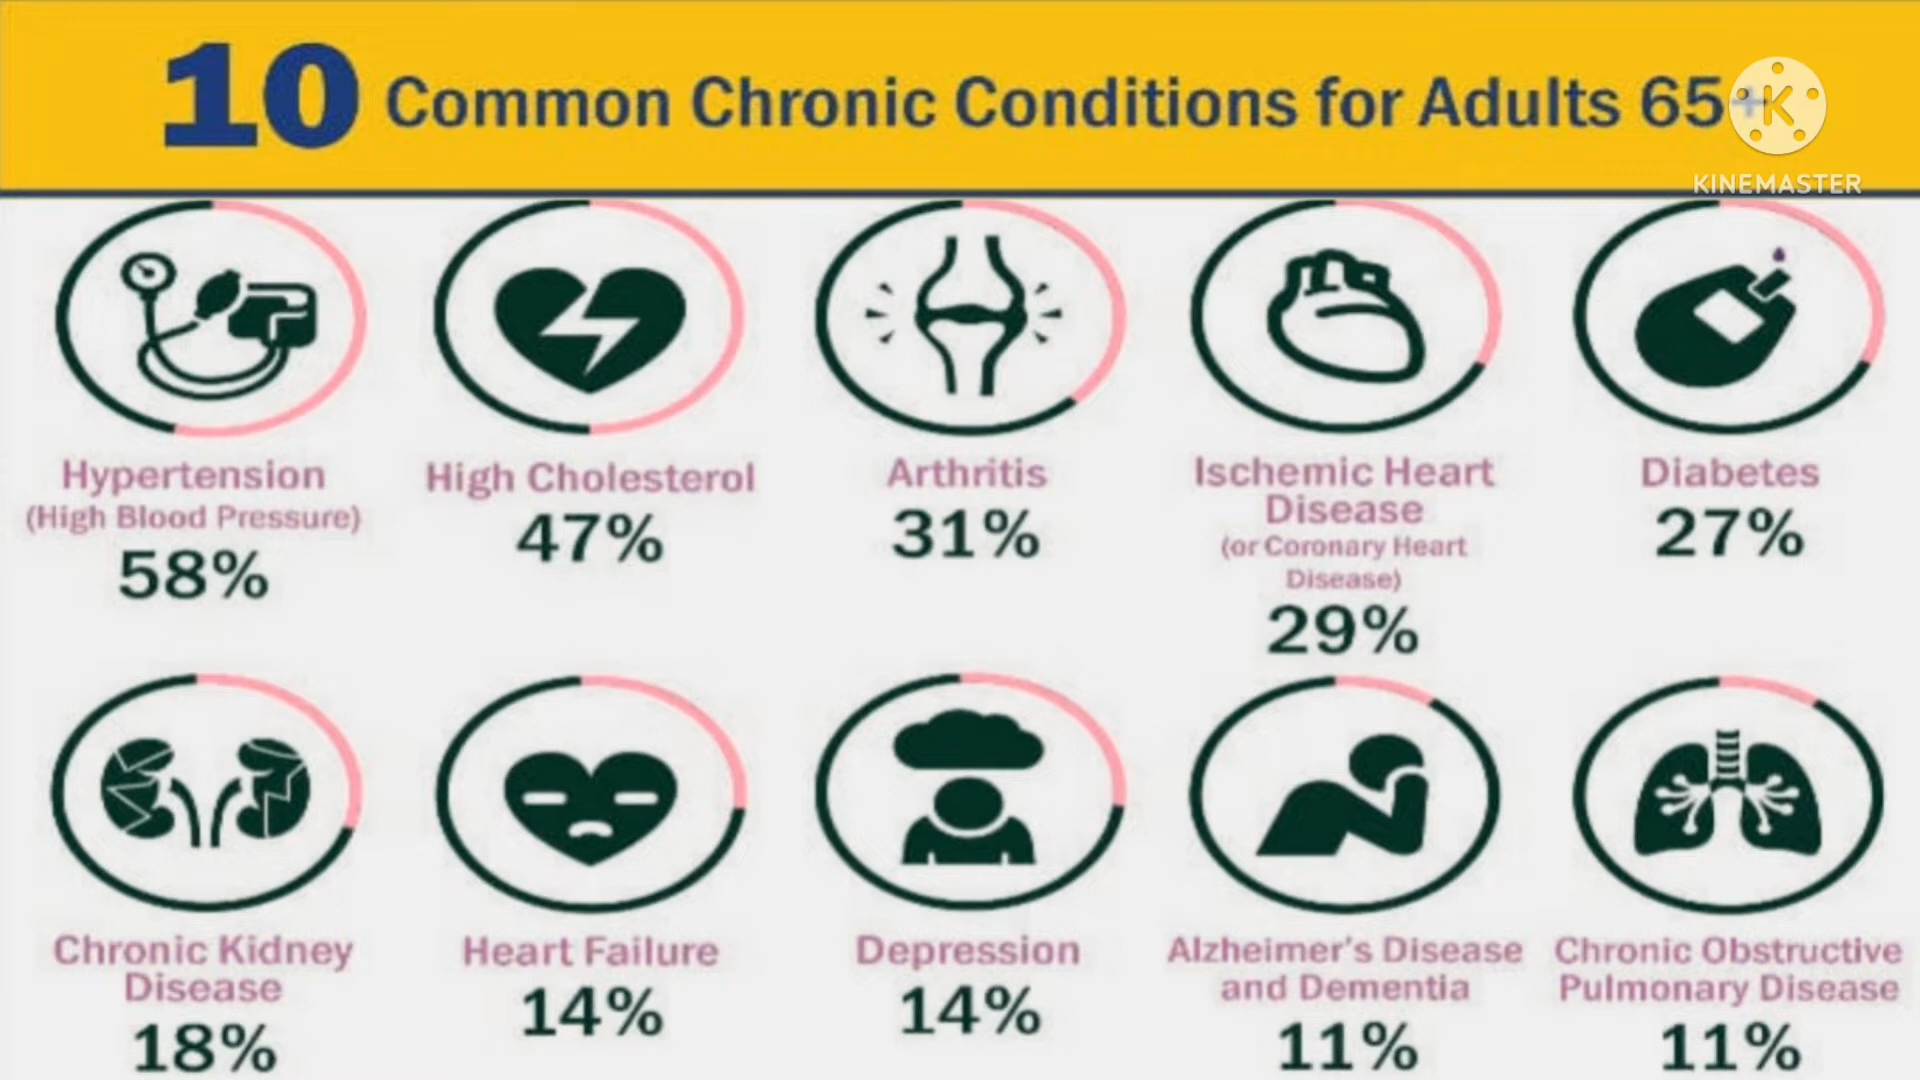 10 Common Chronic Conditions for Adults 65+
K
KINEMASTER
Hypertension
(High Blood Pressure)
58%
High Cholesterol
47%
Arthritis
31%
Ischemic Heart
Disease
(or Coronary Heart
Disease)
29%
Diabetes
27%
Chronic Kidney
Disease
18%
Heart Failure
14%
Depression
14%
Alzheimer's Disease
and Dementia
11%
Chronic Obstructive
Pulmonary Disease
11%